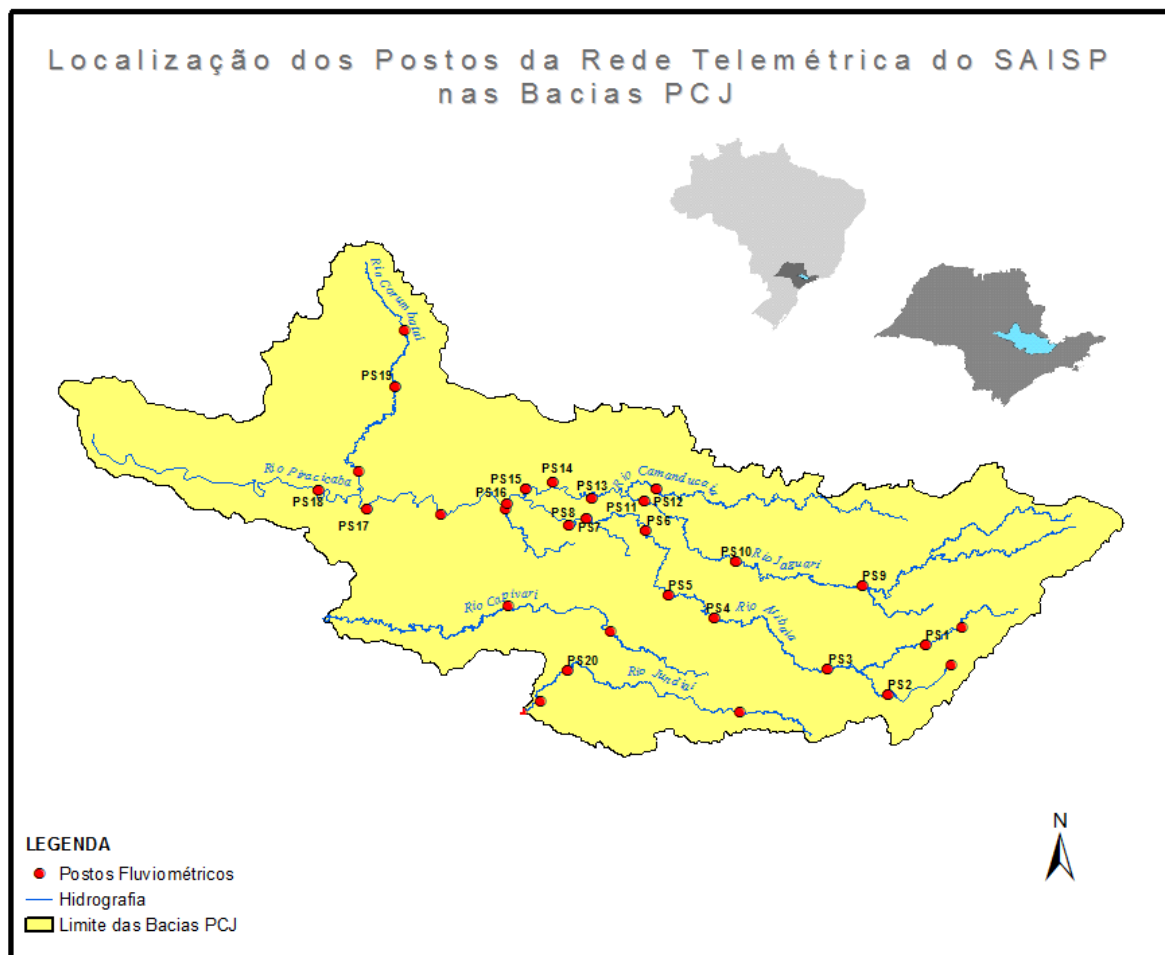 Localização dos Postos da Rede Telemétrica do SAISP
nas Bacias PCJ
Rio Corumbataí
PS19
Rio Piracicaba
PS18
PS17
PS16
PS15
PS14
PS13
Rio Camanducaia
PS8
PS7
PS11
PS12
PS6
PS10
Rio Jaguari
PS9
PS5
PS4
Rio Atibaia
Rio Capivari
PS1
PS3
PS2
PS20
Rio Jundiaí
N
LEGENDA
Postos Fluviométricos
Hidrografia
Limite das Bacias PCJ